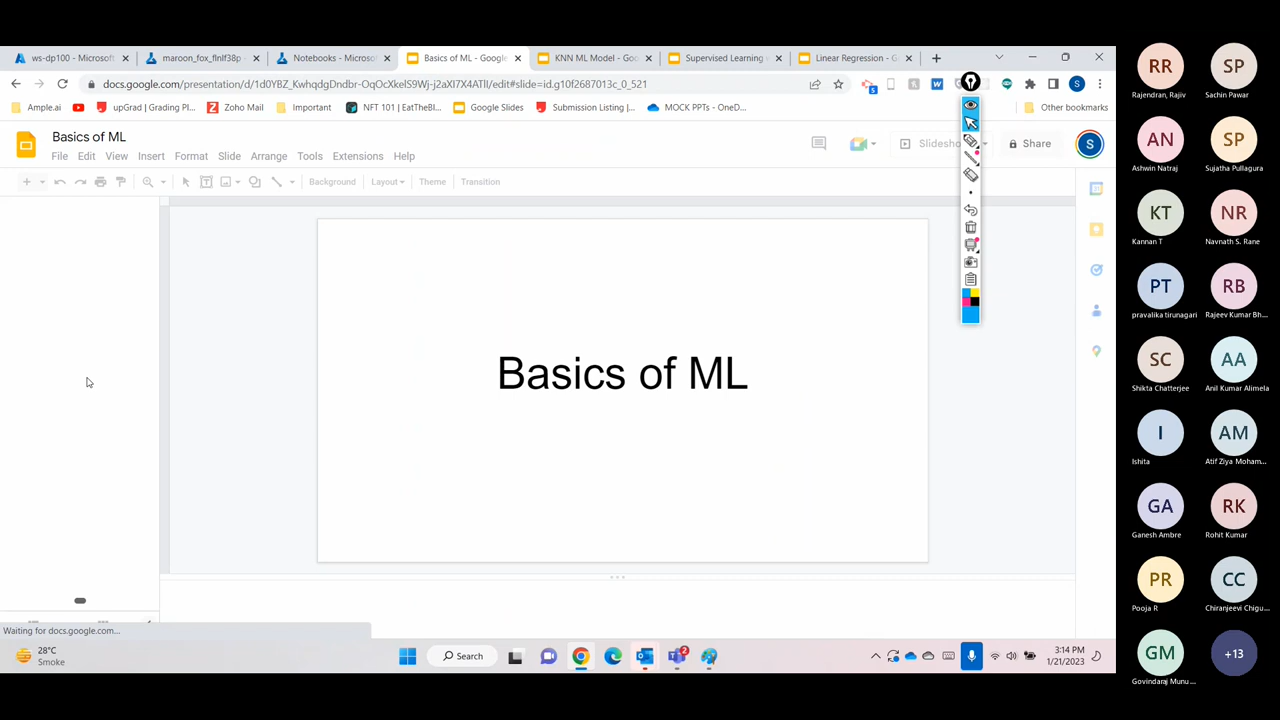 ws-dp100 - Microsoft
maroon_fox_flnlf38p -
Notebooks - Microso
Basics of ML - Google
KNN ML Model - Goo
Supervised Learning
Linear Regression - G
docs.google.com/presentation/d/1d0YBZ_KwhqdgDndbr-OzOcXkelS9Wj-j2aXI7X4ATlI/edit#slide=id.g10f2687013c_0_521
Ample.ai
upGrad | Grading Pl...
Zoho Mail
Important
NFT 101 | EatTheBl...
Google Slides
Submission Listing |...
MOCK PPTs - OneD...
Other bookmarks
Basics of ML
File Edit View Insert Format Slide Arrange Tools Extensions Help
Slidesho
Share
S
Background
Layout
Theme
Transition
Basics of ML
Waiting for docs.google.com...
28°C
Smoke
Search
2
3:14 PM
1/21/2023
RR
SP
Rajendran, Rajiv
Sachin Pawar
AN
SP
Ashwin Natraj
Sujatha Pullagura
KT
NR
Kannan T
Navnath S. Rane
PT
RB
pravalika tirunagari
Rajeev Kumar Bh...
SC
AA
Shikta Chatterjee
Anil Kumar Alimela
I
AM
Ishita
Atif Ziya Moham...
GA
RK
Ganesh Ambre
Rohit Kumar
PR
CC
Pooja R
Chiranjeevi Chigu...
GM
+13
Govindaraj Munu ...